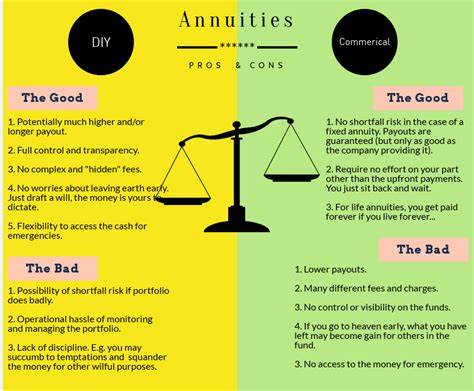 Annuities
******
PROS & CONS
DIY
The Good
1. Potentially much higher and/or
longer payout.
2. Full control and transparency.
3. No complex and "hidden" fees.
4. No worries about leaving earth early.
Just draft a will, the money is yours to
dictate.
5. Flexibility to access the cash for
emergencies.
The Bad
1. Possibility of shortfall risk if portfolio
does badly.
2. Operational hassle of monitoring
and managing the portfolio.
3. Lack of discipline. E.g. you may
succumb to temptations and squander
the money for other wilful purposes.
Commerical
The Good
1. No shortfall risk in the case of a
fixed annuity. Payouts are
guaranteed (but only as good as
the company providing it).
2. Require no effort on your part
other than the upfront payments.
You just sit back and wait.
3. For life annuities, you get paid
forever if you live forever...
The Bad
1. Lower payouts.
2. Many different fees and charges.
3. No control or visibility on the funds.
4. If you go to heaven early, what you have
left may become gain for others in the
fund.
3. No access to the money for emergency.